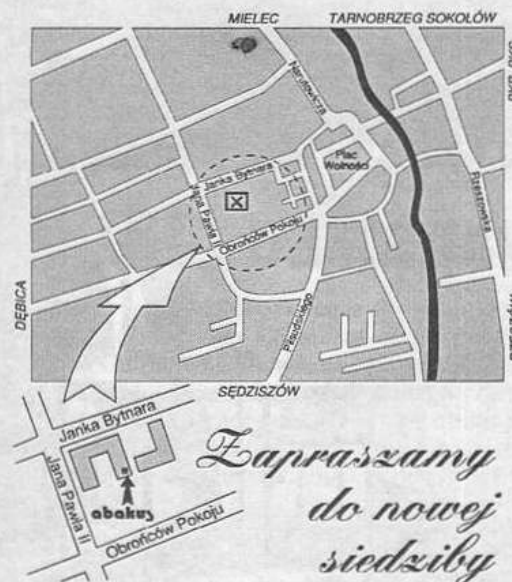 MIELEC
TARNOBRZEG SOKOŁÓW
Narutowicza
Plac
Wolności
Janka Bytnara
Jana Pawła II
Obrońców Pokoju
Rzeszowska
Piłsudskiego
DĘBICA
SĘDZISZÓW
Janka Bytnara
Jana Pawła II
abakus
Obrońców Pokoju
Zapraszamy
do nowej
siedziby